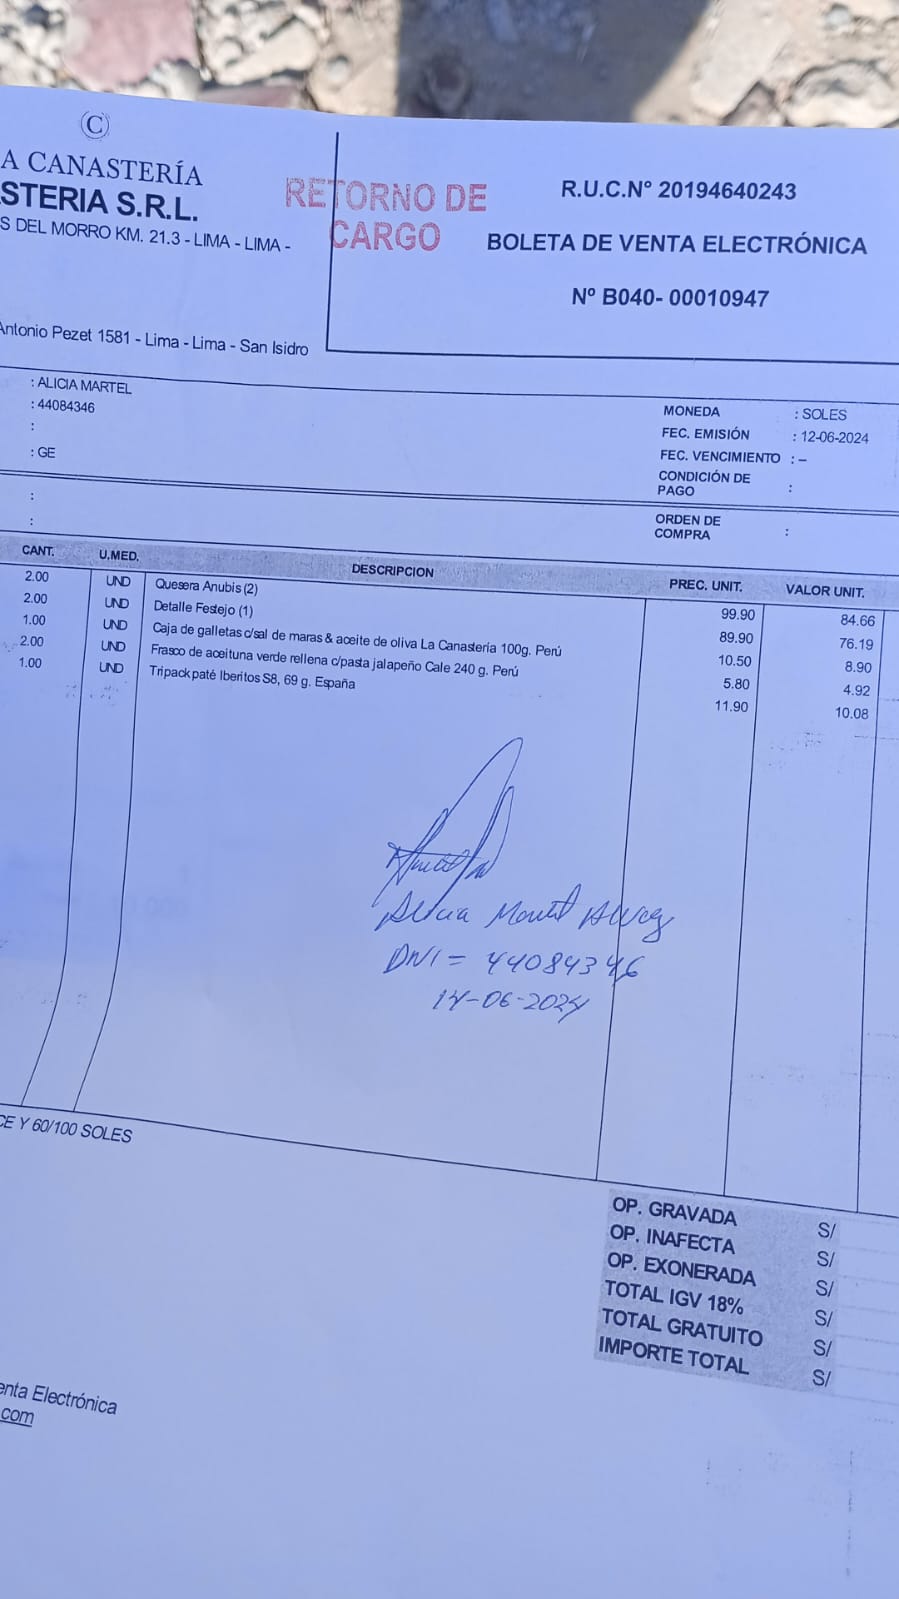 A CANASTERÍA
STERIA S.R.L.
S DEL MORRO KM. 21.3 - LIMA - LIMA -
Antonio Pezet 1581 - Lima - Lima - San Isidro
RETORNO DE
CARGO
R.U.C.Nº 20194640243
BOLETA DE VENTA ELECTRÓNICA
Nº B040- 00010947
: ALICIA MARTEL
: 44084346
:
: GE
:
:
MONEDA : SOLES
FEC. EMISIÓN : 12-06-2024
FEC. VENCIMIENTO : –
CONDICIÓN DE
PAGO :
ORDEN DE
COMPRA :
CANT. U.MED. DESCRIPCION PREC. UNIT. VALOR UNIT.
2.00 UND Quesera Anubis (2) 99.90 84.66
2.00 UND Detalle Festejo (1) 89.90 76.19
1.00 UND Caja de galletas c/sal de maras & aceite de oliva La Canastería 100g. Perú 10.50 8.90
2.00 UND Frasco de aceituna verde rellena c/pasta jalapeño Cale 240 g. Perú 5.80 4.92
1.00 UND Tripack paté Iberitos S8, 69 g. España 11.90 10.08
Alicia
DNI = 44084346
14-06-2024
CE Y 60/100 SOLES
OP. GRAVADA S/
OP. INAFECTA S/
OP. EXONERADA S/
TOTAL IGV 18% S/
TOTAL GRATUITO S/
IMPORTE TOTAL S/
enta Electrónica
.com